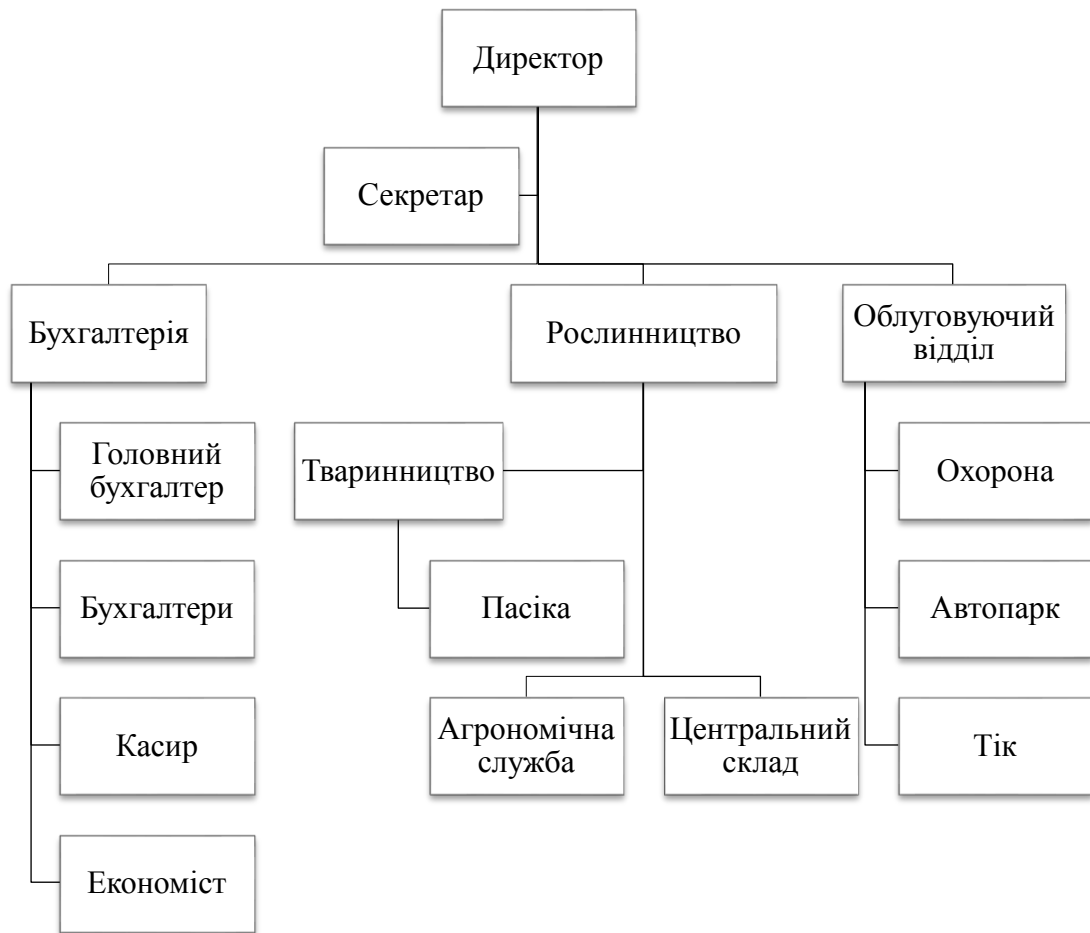 Директор
Секретар
Бухгалтерія
Рослинництво
Облуговуючий
відділ
Головний
бухгалтер
Тваринництво
Охорона
Бухгалтери
Пасіка
Автопарк
Касир
Агрономічна
служба
Центральний
склад
Тік
Економіст